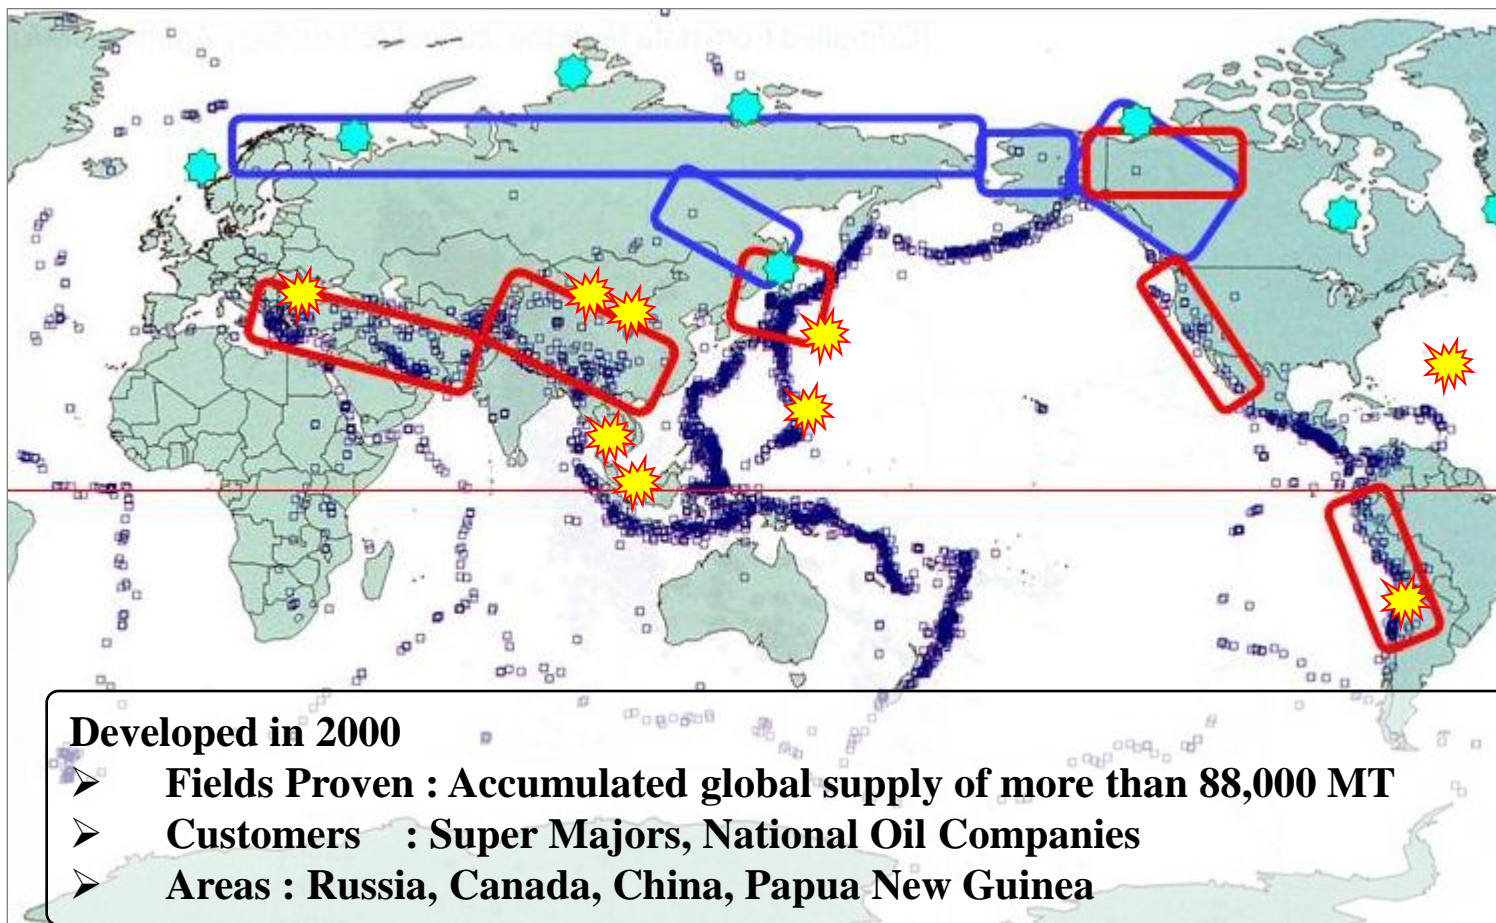 Developed in 2000
➢ Fields Proven : Accumulated global supply of more than 88,000 MT
➢ Customers : Super Majors, National Oil Companies
➢ Areas : Russia, Canada, China, Papua New Guinea